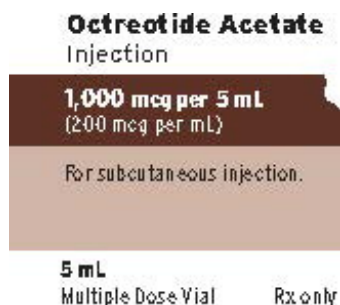 Octreotide Acetate
Injection
1,000 mcg per 5 mL
(200 mcg per mL)
For subcutaneous injection.
5 mL
Multiple Dose Vial Rx only